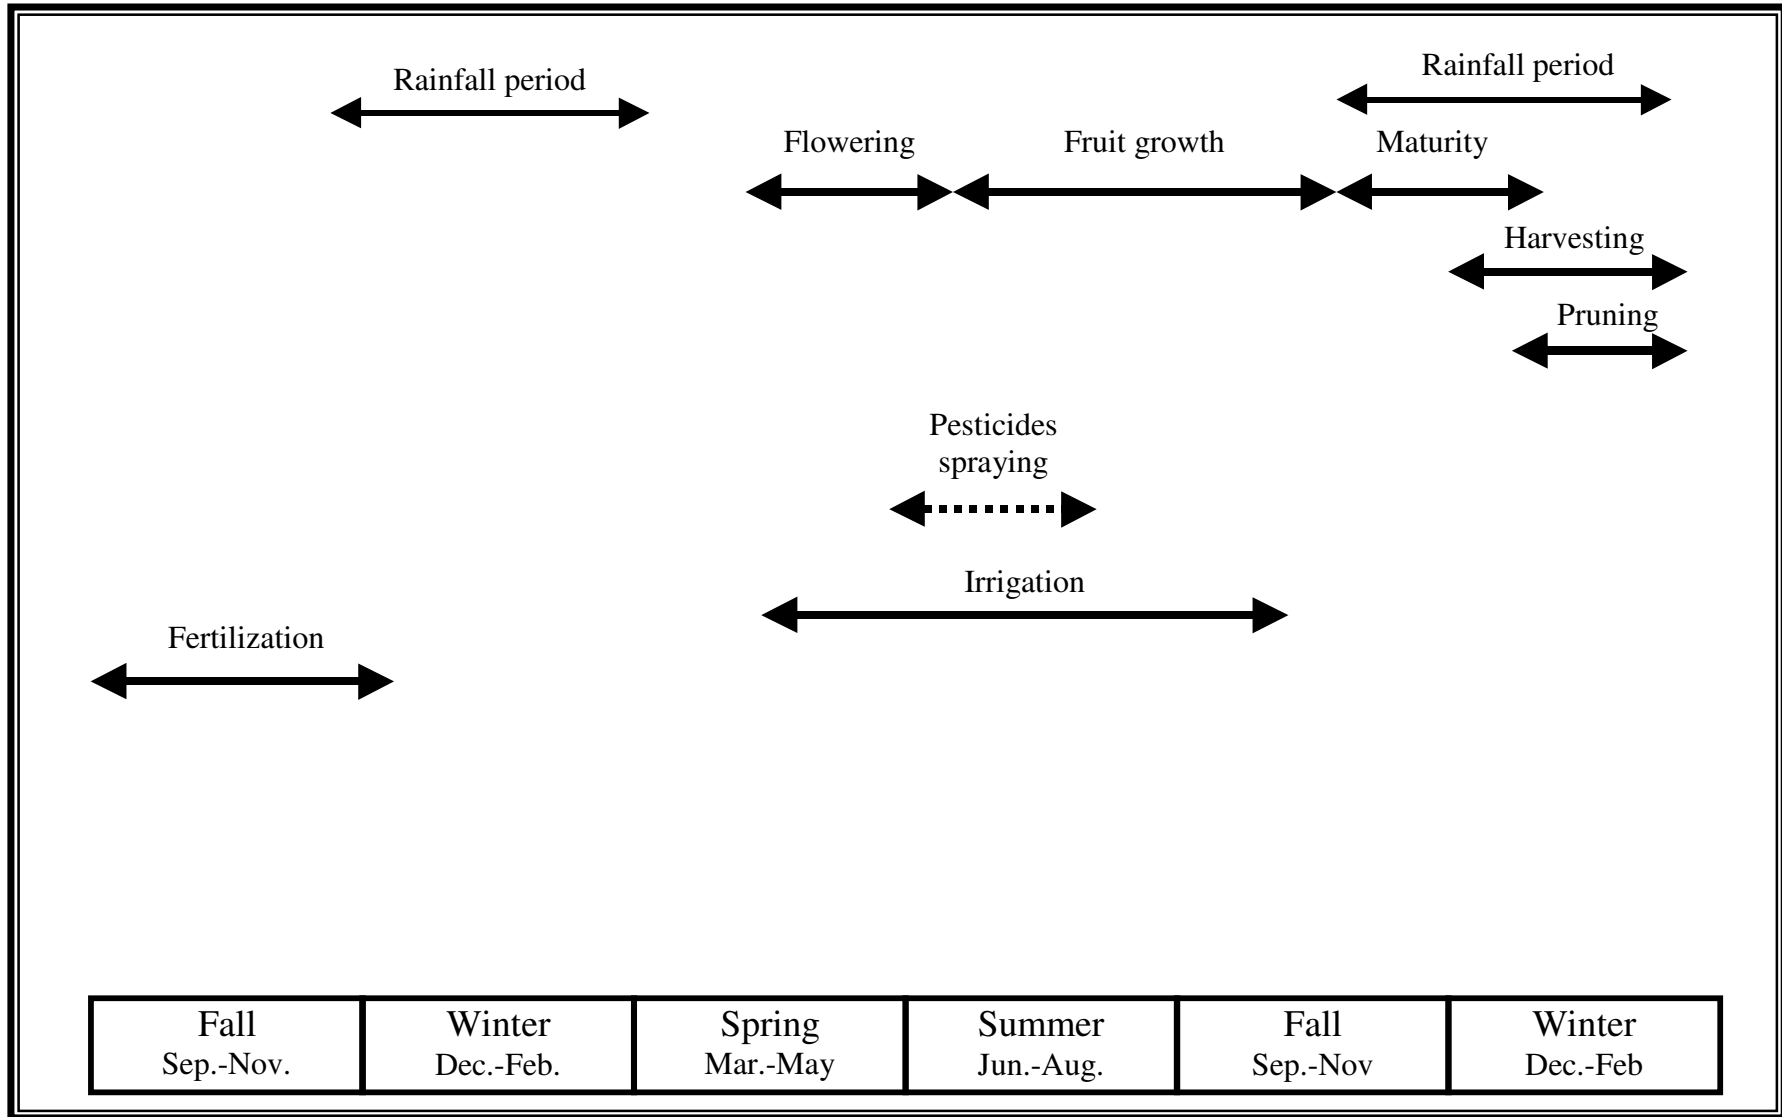 Rainfall period
Rainfall period
Flowering
Fruit growth
Maturity
Harvesting
Pruning
Pesticides
spraying
Irrigation
Fertilization
Fall
Sep.-Nov.
Winter
Dec.-Feb.
Spring
Mar.-May
Summer
Jun.-Aug.
Fall
Sep.-Nov
Winter
Dec.-Feb